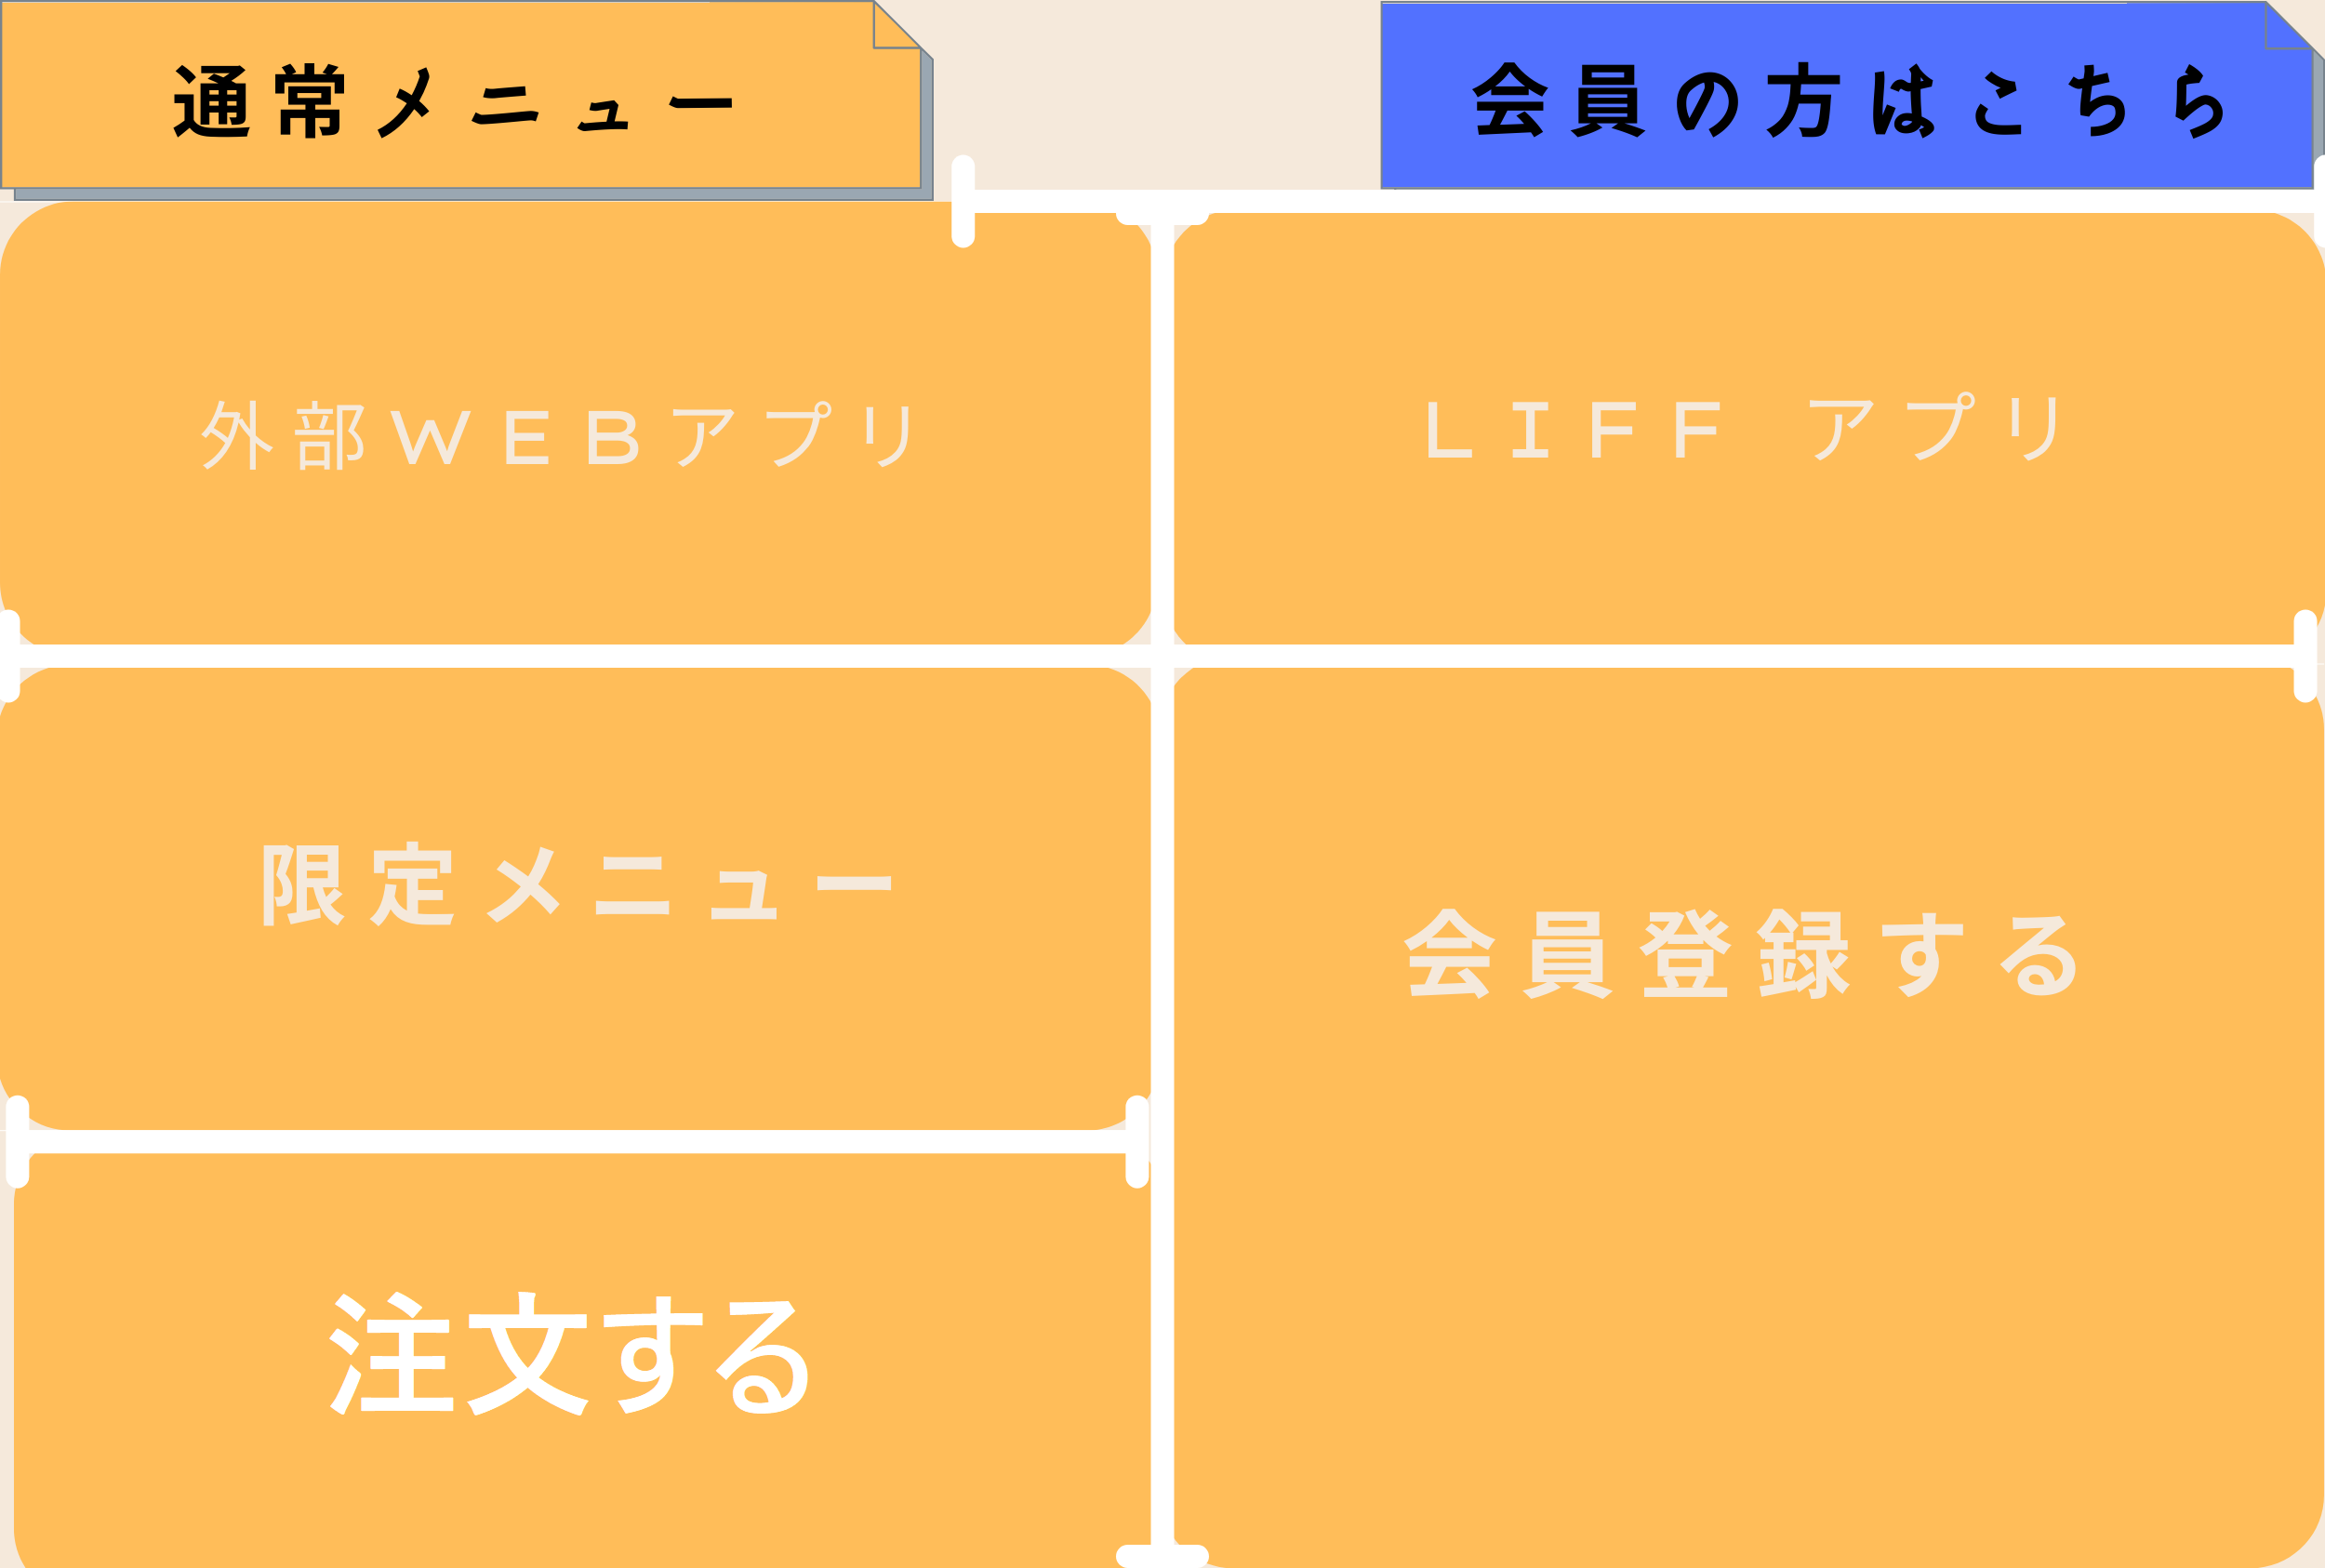 通常メニュー
会員の方はこちら
外部WEBアプリ
LIFF アプリ
限定メニュー
会員登録する
注文する